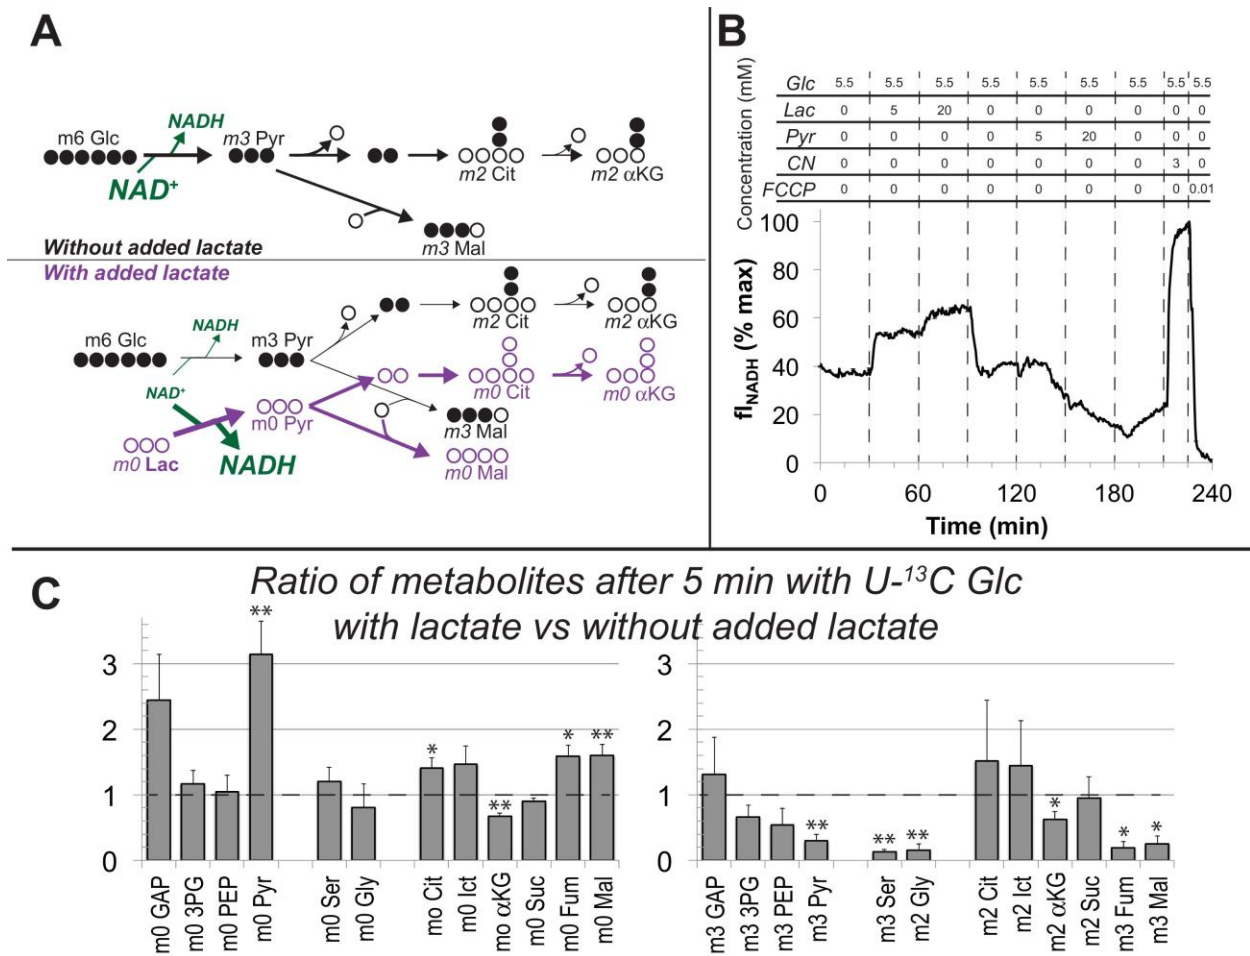 A
NADH
m6 Glc
m3 Pyr
NAD+
m2 Cit
m2 αKG
m3 Mal
Without added lactate
With added lactate
NADH
m6 Glc
m3 Pyr
m2 Cit
m2 αKG
NAD+
m0 Pyr
m0 Cit
m0 αKG
m3 Mal
m0 Lac
NADH
m0 Mal
B
Concentration (mM)
Glc 5.5 5.5 5.5 5.5 5.5 5.5 5.5 5.5 5.5
Lac 0 5 20 0 0 0 0 0 0
Pyr 0 0 0 0 5 20 0 0 0
CN 0 0 0 0 0 0 0 3 0
FCCP 0 0 0 0 0 0 0 0 0.01
flNADH (% max)
100
80
60
40
20
0
0 60 120 180 240
Time (min)
C
Ratio of metabolites after 5 min with U-13C Glc
with lactate vs without added lactate
**
3
2
1
0
* ** * **
m0 GAP
m0 3PG
m0 PEP
m0 Pyr
m0 Ser
m0 Gly
mo Cit
m0 Ict
mo αKG
m0 Suc
m0 Fum
m0 Mal
3
2
1
0
** ** ** * * *
m3 GAP
m3 3PG
m3 PEP
m3 Pyr
m3 Ser
m2 Gly
m2 Cit
m2 Ict
m2 αKG
m2 Suc
m3 Fum
m3 Mal